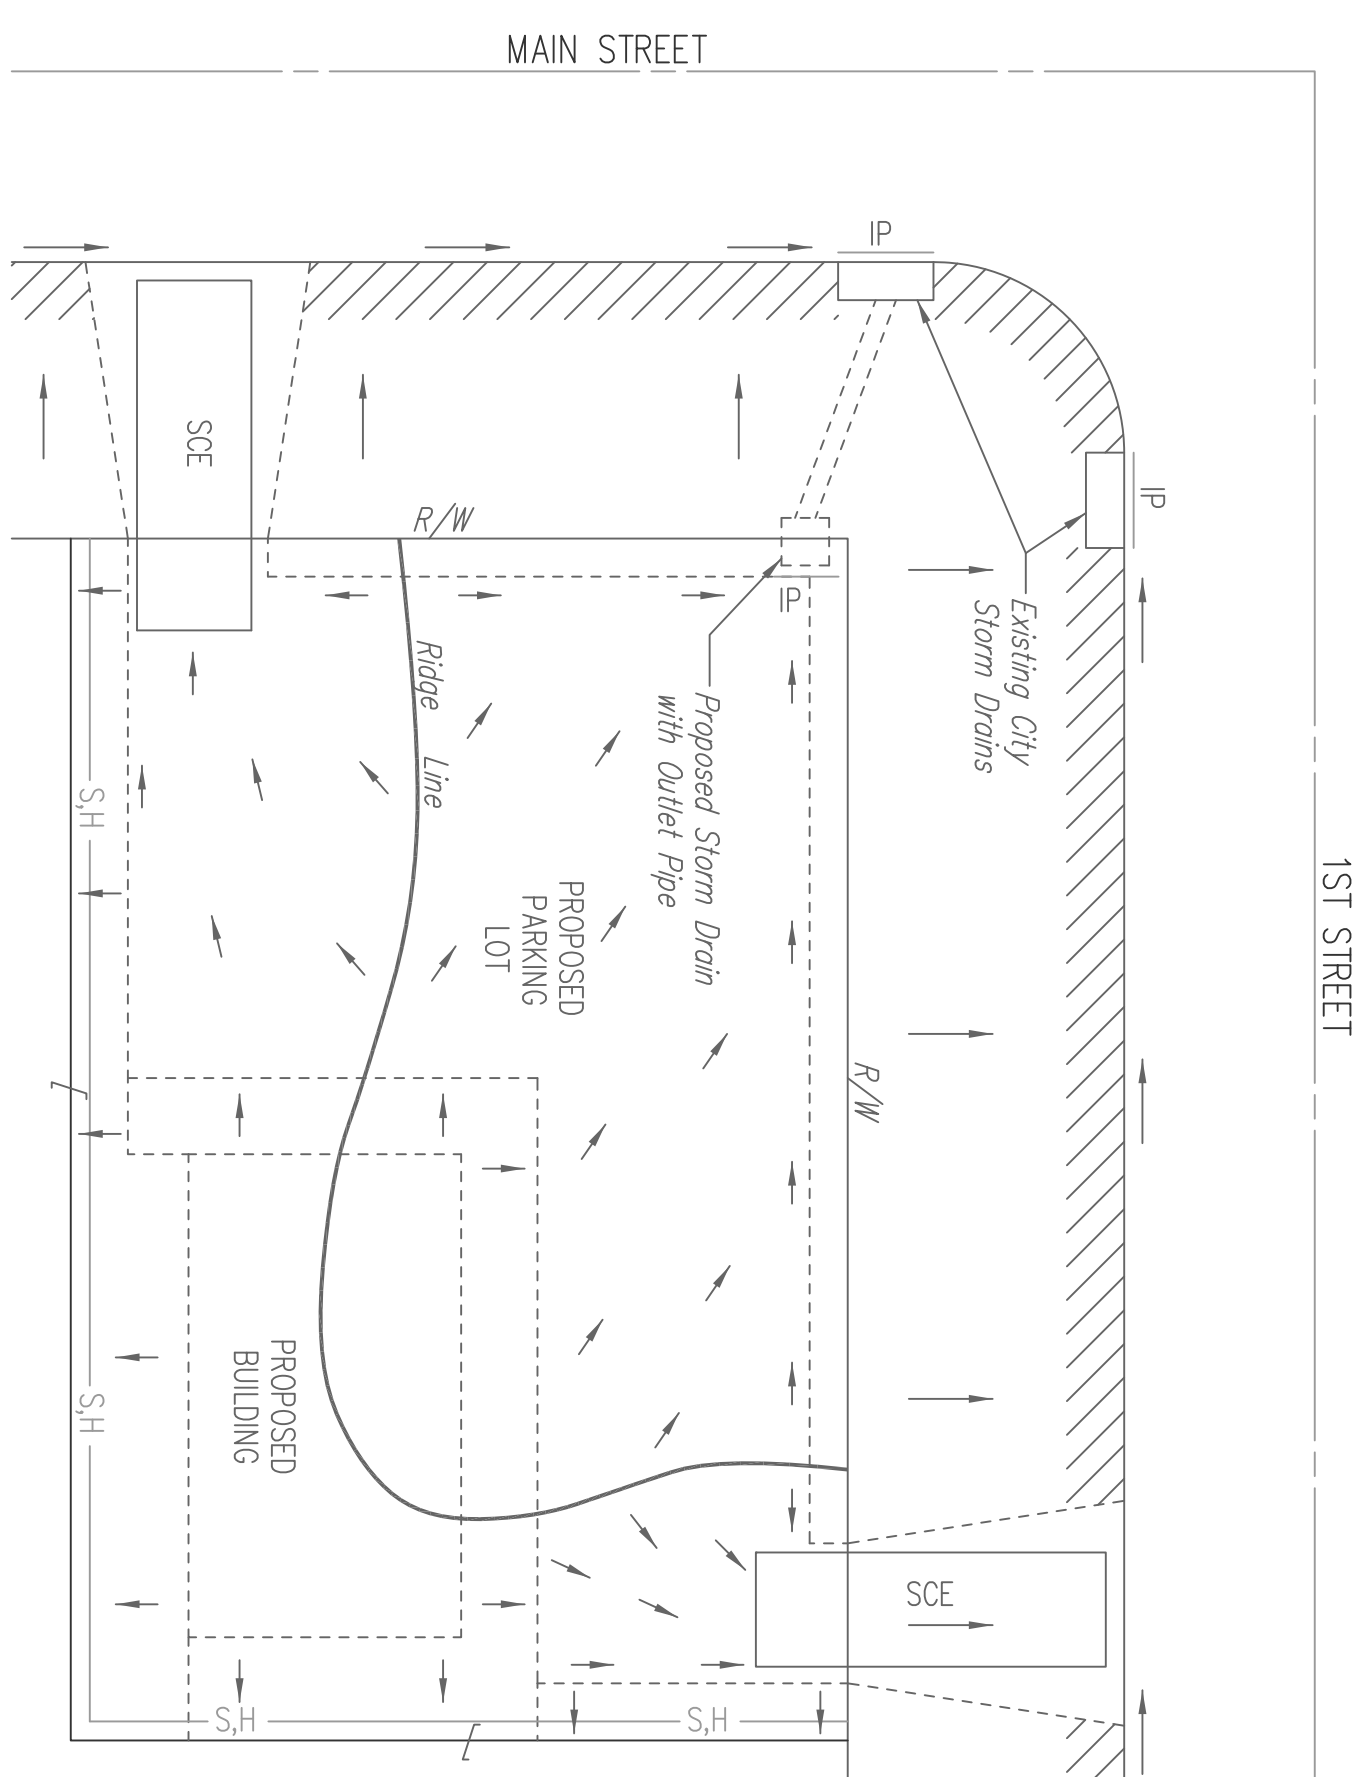 MAIN STREET
IP
SCE
R/W
IP
IP
Existing City
Storm Drains
Ridge Line
Proposed Storm Drain
with Outlet Pipe
S,H
1ST STREET
PROPOSED
PARKING
LOT
R/W
PROPOSED
BUILDING
S,H
SCE
S,H
S,H